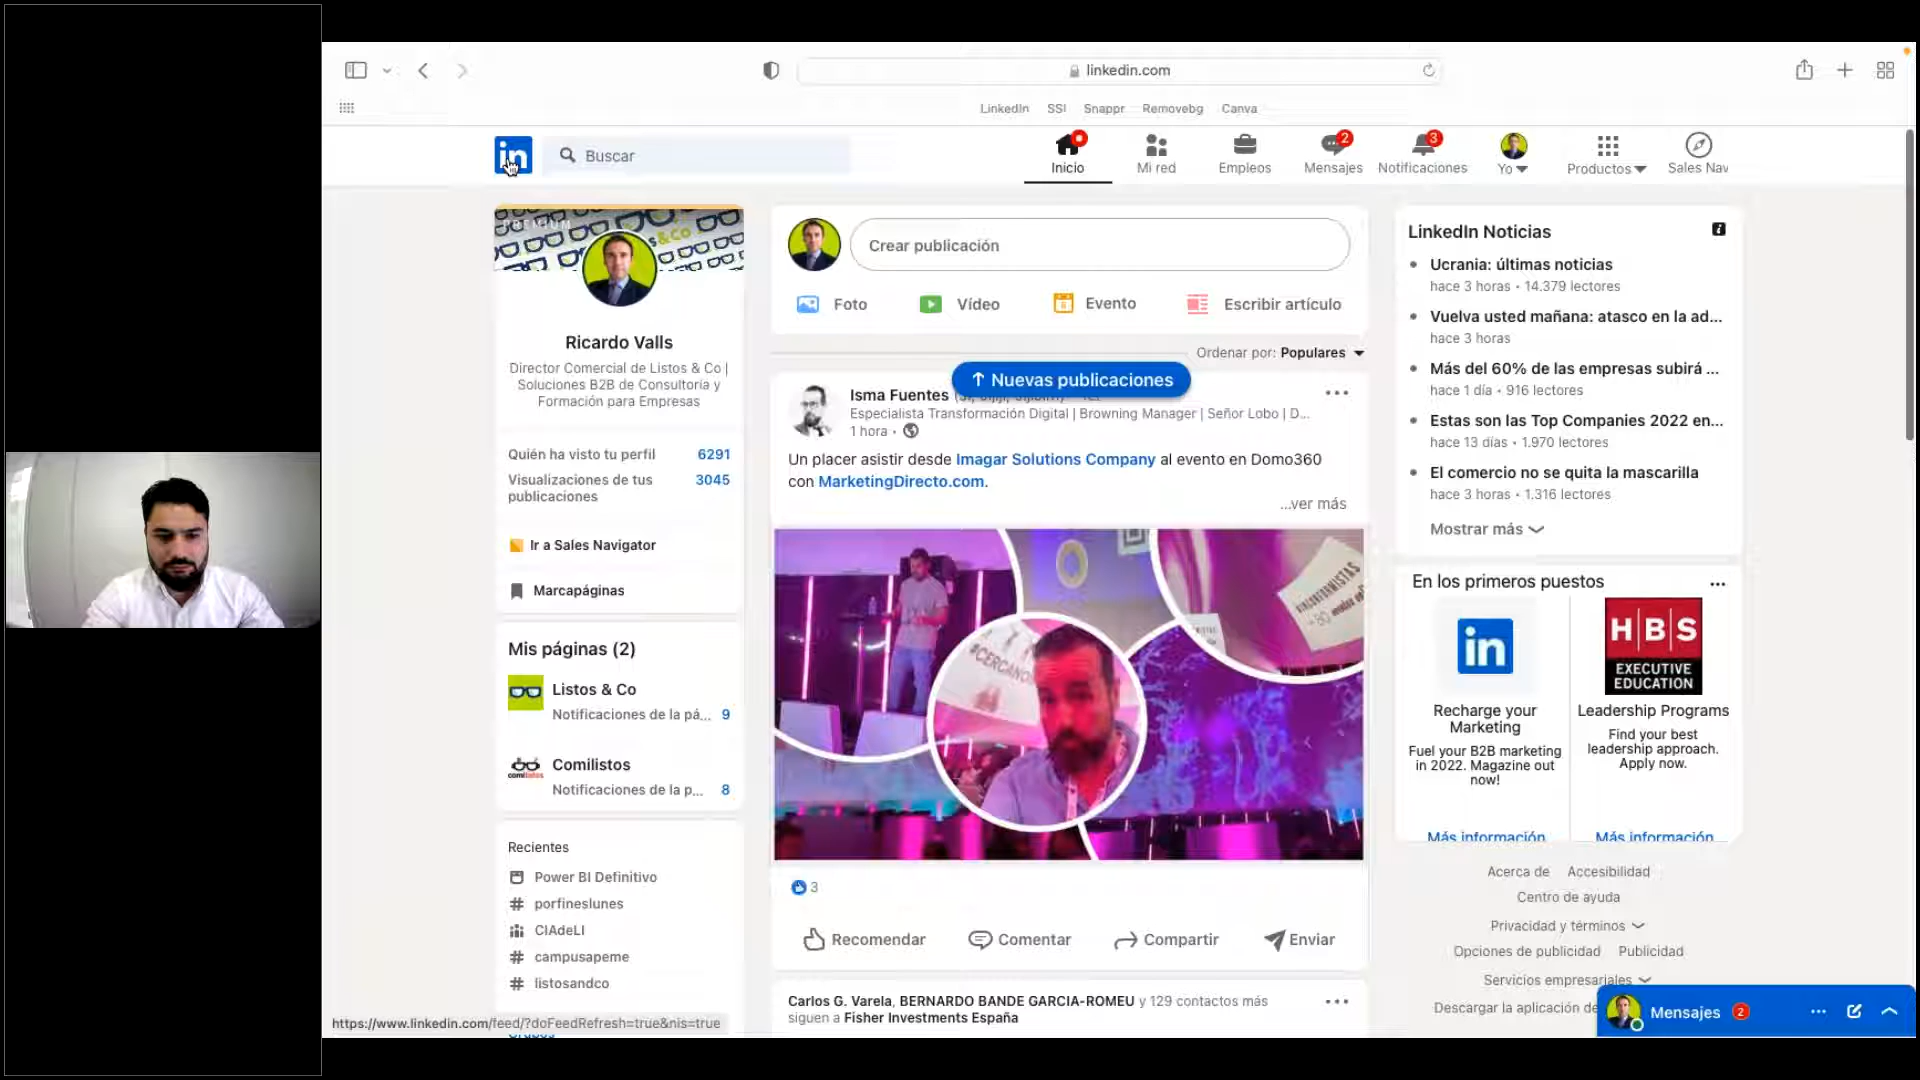 linkedin.com
LinkedIn SSI Snappr Removebg Canva
in
Buscar
Inicio
Mi red
Empleos
2
Mensajes
3
Notificaciones
Yo
Productos
Sales Nav
PREMIUM
s&Co
Ricardo Valls
Director Comercial de Listos & Co |
Soluciones B2B de Consultoria y
Formación para Empresas
Quién ha visto tu perfil 6291
Visualizaciones de tus 3045
publicaciones
Ir a Sales Navigator
Marcapáginas
Mis páginas (2)
Listos & Co
Notificaciones de la pá... 9
Comilistos
Notificaciones de la p... 8
Recientes
Power BI Definitivo
# porfineslunes
CIAdeLI
# campusapeme
# listosandco
https://www.linkedin.com/feed/?doFeedRefresh=true&nis=true
Grupos
Crear publicación
Foto
Vídeo
Evento
Escribir artículo
Ordenar por: Populares
Nuevas publicaciones
Isma Fuentes
Especialista Transformación Digital | Browning Manager | Señor Lobo | D...
1 hora •
Un placer asistir desde Imagar Solutions Company al evento en Domo360
con MarketingDirecto.com.
...ver más
3
Recomendar
Comentar
Compartir
Enviar
Carlos G. Varela, BERNARDO BANDE GARCIA-ROMEU y 129 contactos más
siguen a Fisher Investments España
LinkedIn Noticias
Ucrania: últimas noticias
hace 3 horas • 14.379 lectores
Vuelva usted mañana: atasco en la ad...
hace 3 horas
Más del 60% de las empresas subirá ...
hace 1 día • 916 lectores
Estas son las Top Companies 2022 en...
hace 13 días • 1.970 lectores
El comercio no se quita la mascarilla
hace 3 horas • 1.316 lectores
Mostrar más
En los primeros puestos
in
Recharge your
Marketing
Fuel your B2B marketing
in 2022. Magazine out
now!
Más información
HBS
EXECUTIVE
EDUCATION
Leadership Programs
Find your best
leadership approach.
Apply now.
Más información
Acerca de Accesibilidad
Centro de ayuda
Privacidad y términos
Opciones de publicidad Publicidad
Servicios empresariales
Descargar la aplicación de
Mensajes 2